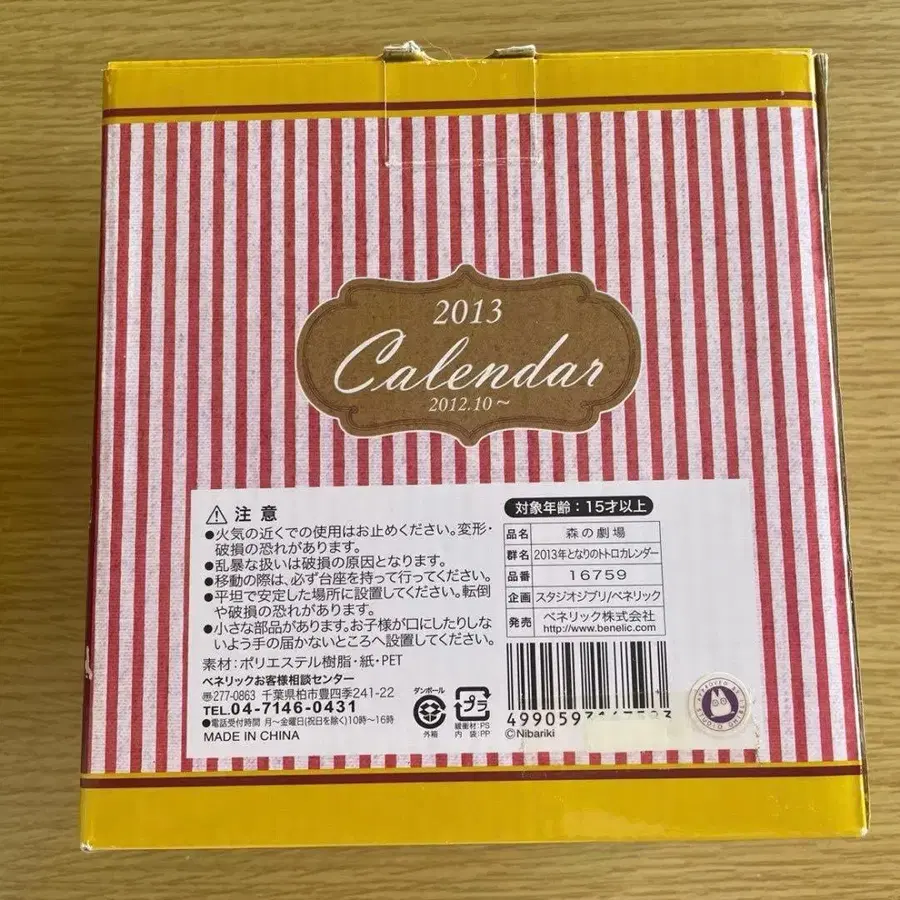 2013
Calendar
2012.10～
⚠ 注意
●火気の近くでの使用はお止めください。変形・
破損の恐れがあります。
●乱暴な扱いは破損の原因となります。
●移動の際は、必ず台座を持って行ってください。
●平坦で安定した場所に設置してください。転倒
や破損の恐れがあります。
●小さな部品があります。お子様が口にしたりしな
いよう手の届かないところへ設置してください。
素材：ポリエステル樹脂・紙・PET
ベネリックお客様相談センター
〠277-0863 千葉県柏市豊四季241-22
TEL.04-7146-0431
●電話受付時間 月～金曜日(祝日を除く)10時～16時
MADE IN CHINA
ダンボール
外箱
プラ
緩衝材：PS
内袋：PP
対象年齢：15才以上
品名 森の劇場
群名 2013年となりのトトロカレンダー
品番 16759
企画 スタジオジブリ/ベネリック
発売 ベネリック株式会社
http://www.benelic.com
4990593
©Nibariki